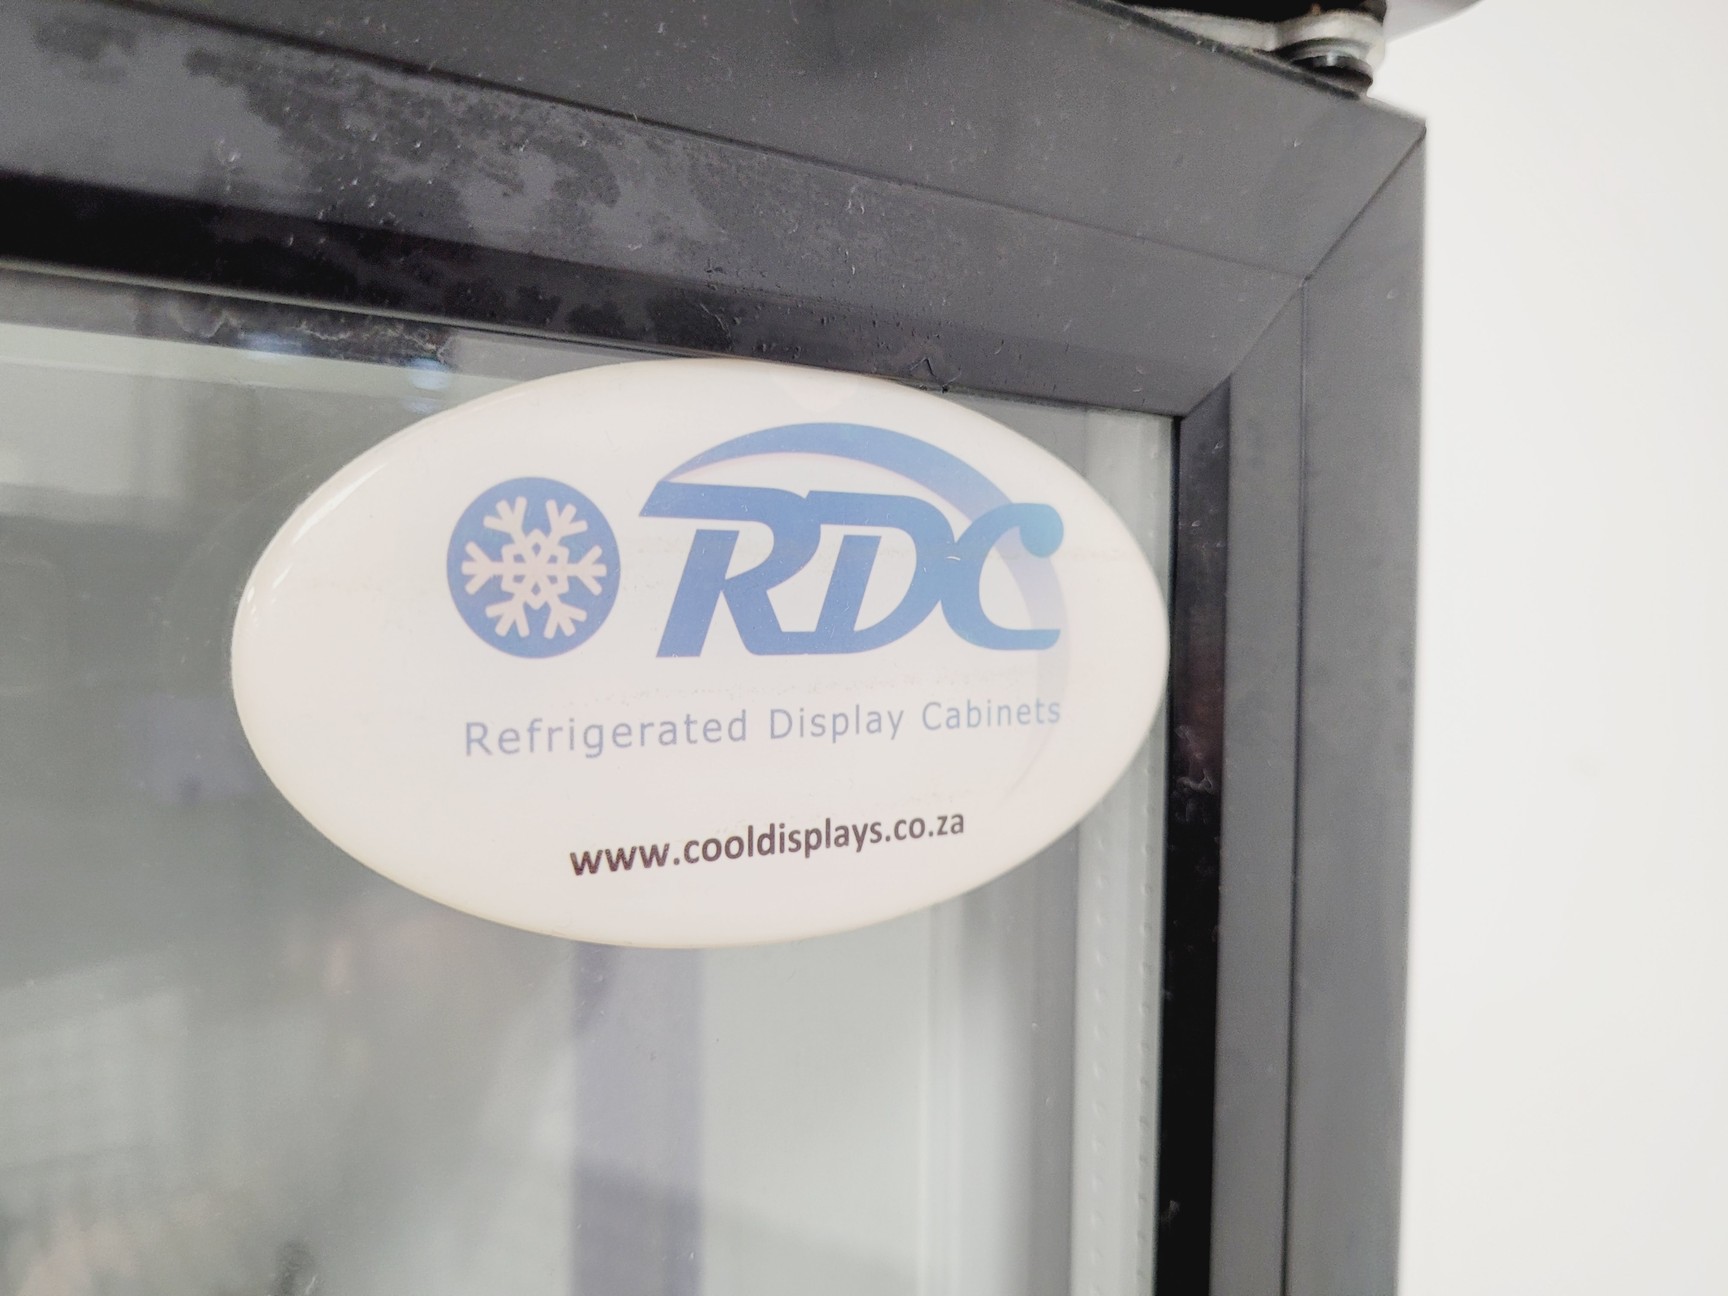 RDC
Refrigerated Display Cabinets
www.cooldisplays.co.za